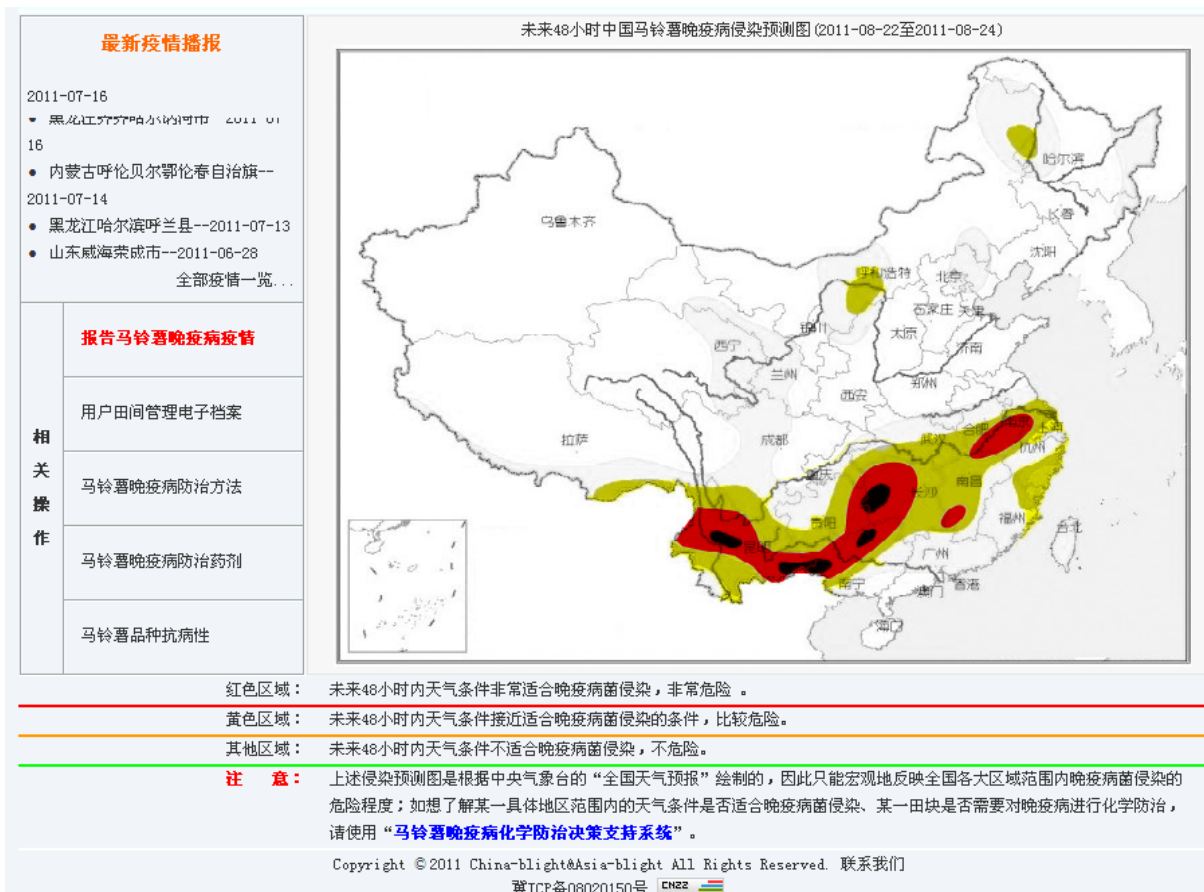 最新疫情播报
2011-07-16
16
● 内蒙古呼伦贝尔鄂伦春自治旗--
2011-07-14
● 黑龙江哈尔滨呼兰县--2011-07-13
● 山东威海荣成市--2011-06-28
全部疫情一览...
相关操作
报告马铃薯晚疫病疫情
用户田间管理电子档案
马铃薯晚疫病防治方法
马铃薯晚疫病防治药剂
马铃薯品种抗病性
未来48小时中国马铃薯晚疫病侵染预测图(2011-08-22至2011-08-24)
哈尔滨
长春
乌鲁木齐
沈阳
呼和浩特
北京
石家庄
天津
银川
太原
西宁
济南
兰州
郑州
西安
南京
合肥
上海
武汉
拉萨
成都
杭州
重庆
长沙
南昌
贵阳
福州
台北
昆明
广州
南宁
香港
澳门
海口
红色区域： 未来48小时内天气条件非常适合晚疫病菌侵染，非常危险 。
黄色区域： 未来48小时内天气条件接近适合晚疫病菌侵染的条件，比较危险。
其他区域： 未来48小时内天气条件不适合晚疫病菌侵染，不危险。
注 意： 上述侵染预测图是根据中央气象台的“全国天气预报”绘制的，因此只能宏观地反映全国各大区域范围内晚疫病菌侵染的
危险程度；如想了解某一具体地区范围内的天气条件是否适合晚疫病菌侵染、某一田块是否需要对晚疫病进行化学防治，
请使用“马铃薯晚疫病化学防治决策支持系统”。
Copyright ©2011 China-blight&Asia-blight All Rights Reserved. 联系我们
冀ICP备08020150号 CNZZ